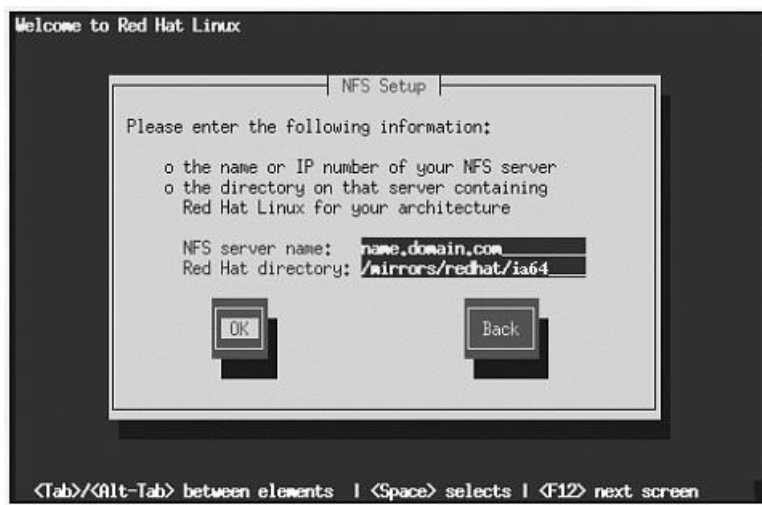 Welcome to Red Hat Linux
NFS Setup
Please enter the following information:
o the name or IP number of your NFS server
o the directory on that server containing
Red Hat Linux for your architecture
NFS server name: name.domain.com
Red Hat directory: /mirrors/redhat/ia64
OK Back
<Tab>/<Alt-Tab> between elements | <Space> selects | <F12> next screen